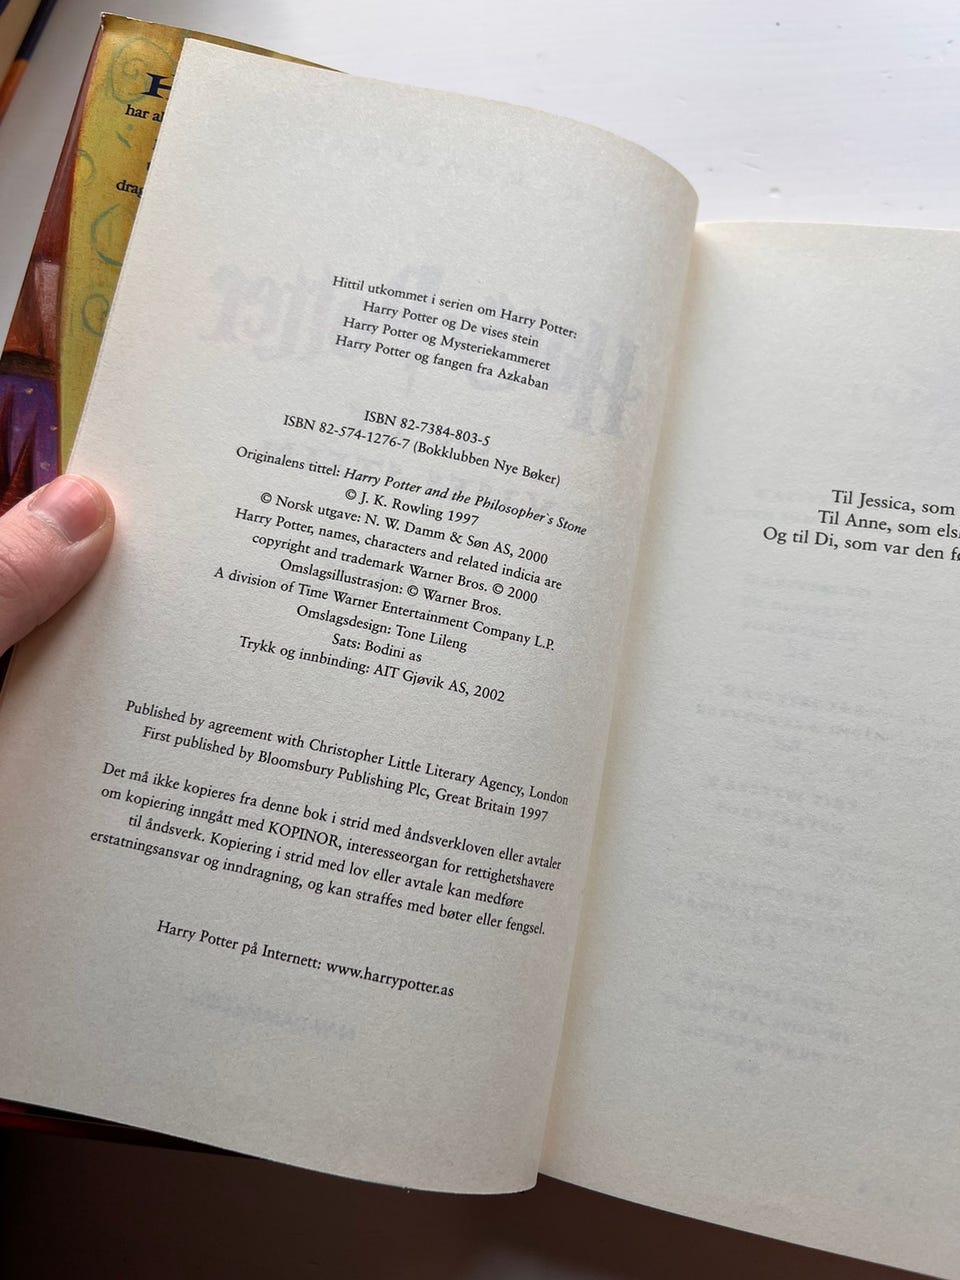 har al
drag
Hittil utkommet i serien om Harry Potter:
Harry Potter og De vises stein
Harry Potter og Mysteriekammeret
Harry Potter og fangen fra Azkaban
ISBN 82-7384-803-5
ISBN 82-574-1276-7 (Bokklubben Nye Bøker)
Originalens tittel: Harry Potter and the Philosopher`s Stone
© J. K. Rowling 1997
© Norsk utgave: N. W. Damm & Søn AS, 2000
Harry Potter, names, characters and related indicia are
copyright and trademark Warner Bros. © 2000
Omslagsillustrasjon: © Warner Bros.
A division of Time Warner Entertainment Company L.P.
Omslagsdesign: Tone Lileng
Sats: Bodini as
Trykk og innbinding: AIT Gjøvik AS, 2002
Published by agreement with Christopher Little Literary Agency, London
First published by Bloomsbury Publishing Plc, Great Britain 1997
Det må ikke kopieres fra denne bok i strid med åndsverkloven eller avtaler
om kopiering inngått med KOPINOR, interesseorgan for rettighetshavere
til åndsverk. Kopiering i strid med lov eller avtale kan medføre
erstatningsansvar og inndragning, og kan straffes med bøter eller fengsel.
Harry Potter på Internett: www.harrypotter.as
Til Jessica, som
Til Anne, som els
Og til Di, som var den fø